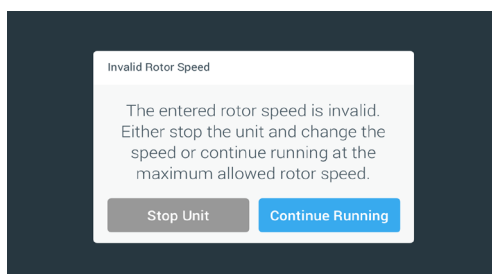 Invalid Rotor Speed
The entered rotor speed is invalid.
Either stop the unit and change the
speed or continue running at the
maximum allowed rotor speed.
Stop Unit
Continue Running